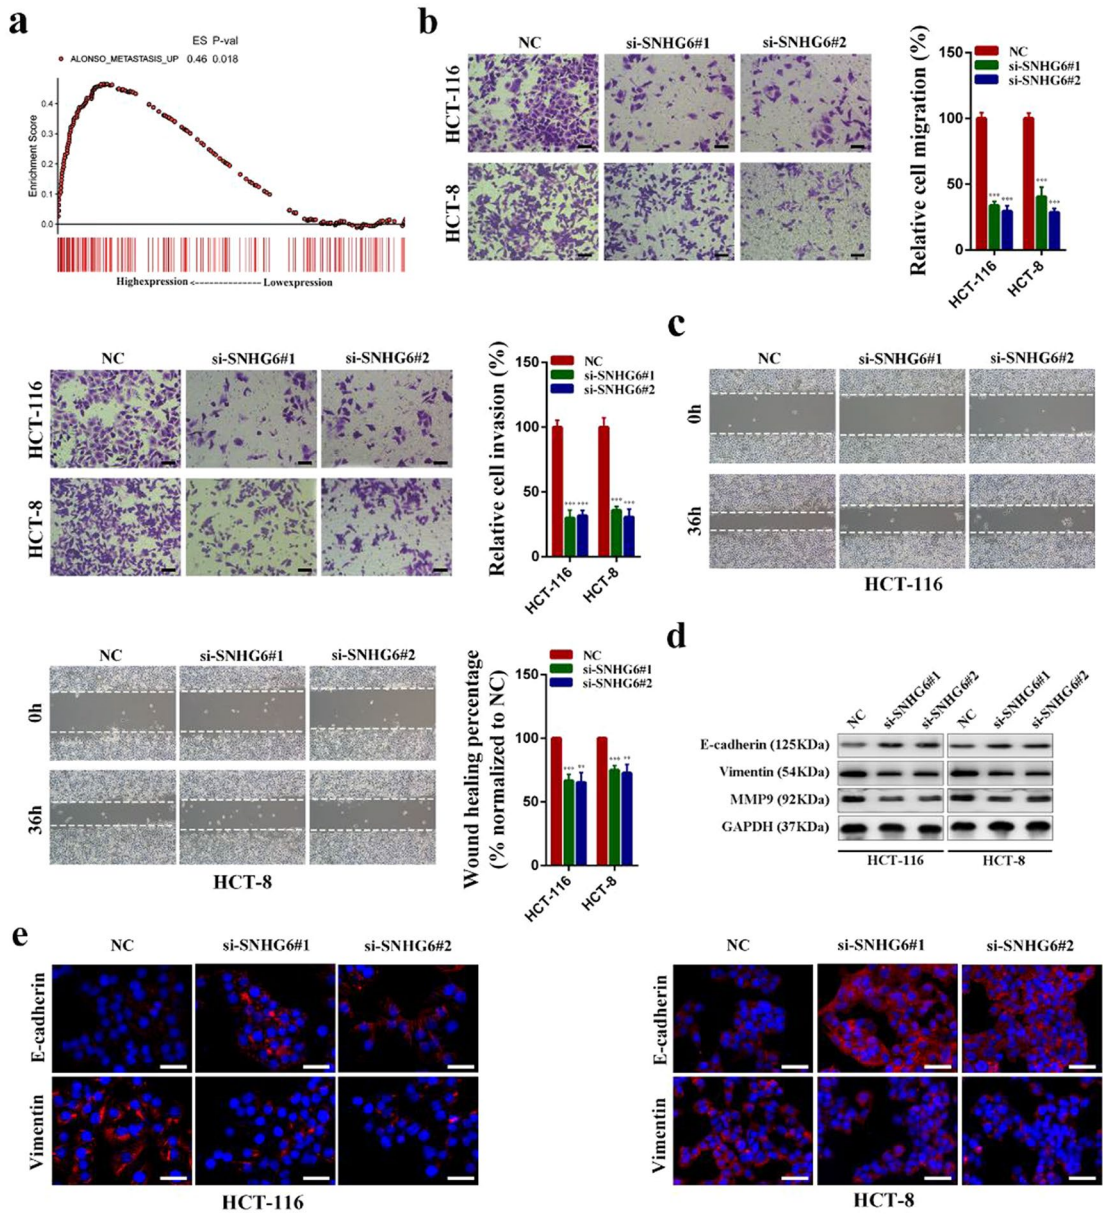 a
ES P-val
ALONSO_METASTASIS_UP 0.46 0.018
Enrichment Score
0.4
0.3
0.2
0.1
0.0
Highexpression <------------- Lowexpression
b
NC si-SNHG6#1 si-SNHG6#2
HCT-116
HCT-8
Relative cell migration (%)
150
100
50
0
NC
si-SNHG6#1
si-SNHG6#2
*** ***
*** ***
HCT-116
HCT-8
NC si-SNHG6#1 si-SNHG6#2
HCT-116
HCT-8
Relative cell invasion (%)
150
100
50
0
NC
si-SNHG6#1
si-SNHG6#2
*** ***
*** ***
HCT-116
HCT-8
c
NC si-SNHG6#1 si-SNHG6#2
0h
36h
HCT-116
NC si-SNHG6#1 si-SNHG6#2
0h
36h
HCT-8
Wound healing percentage
(% normalized to NC)
150
100
50
0
NC
si-SNHG6#1
si-SNHG6#2
*** **
*** **
HCT-116
HCT-8
d
NC si-SNHG6#1 si-SNHG6#2 NC si-SNHG6#1 si-SNHG6#2
E-cadherin (125KDa)
Vimentin (54KDa)
MMP9 (92KDa)
GAPDH (37KDa)
HCT-116 HCT-8
e
NC si-SNHG6#1 si-SNHG6#2
E-cadherin
Vimentin
HCT-116
NC si-SNHG6#1 si-SNHG6#2
E-cadherin
Vimentin
HCT-8